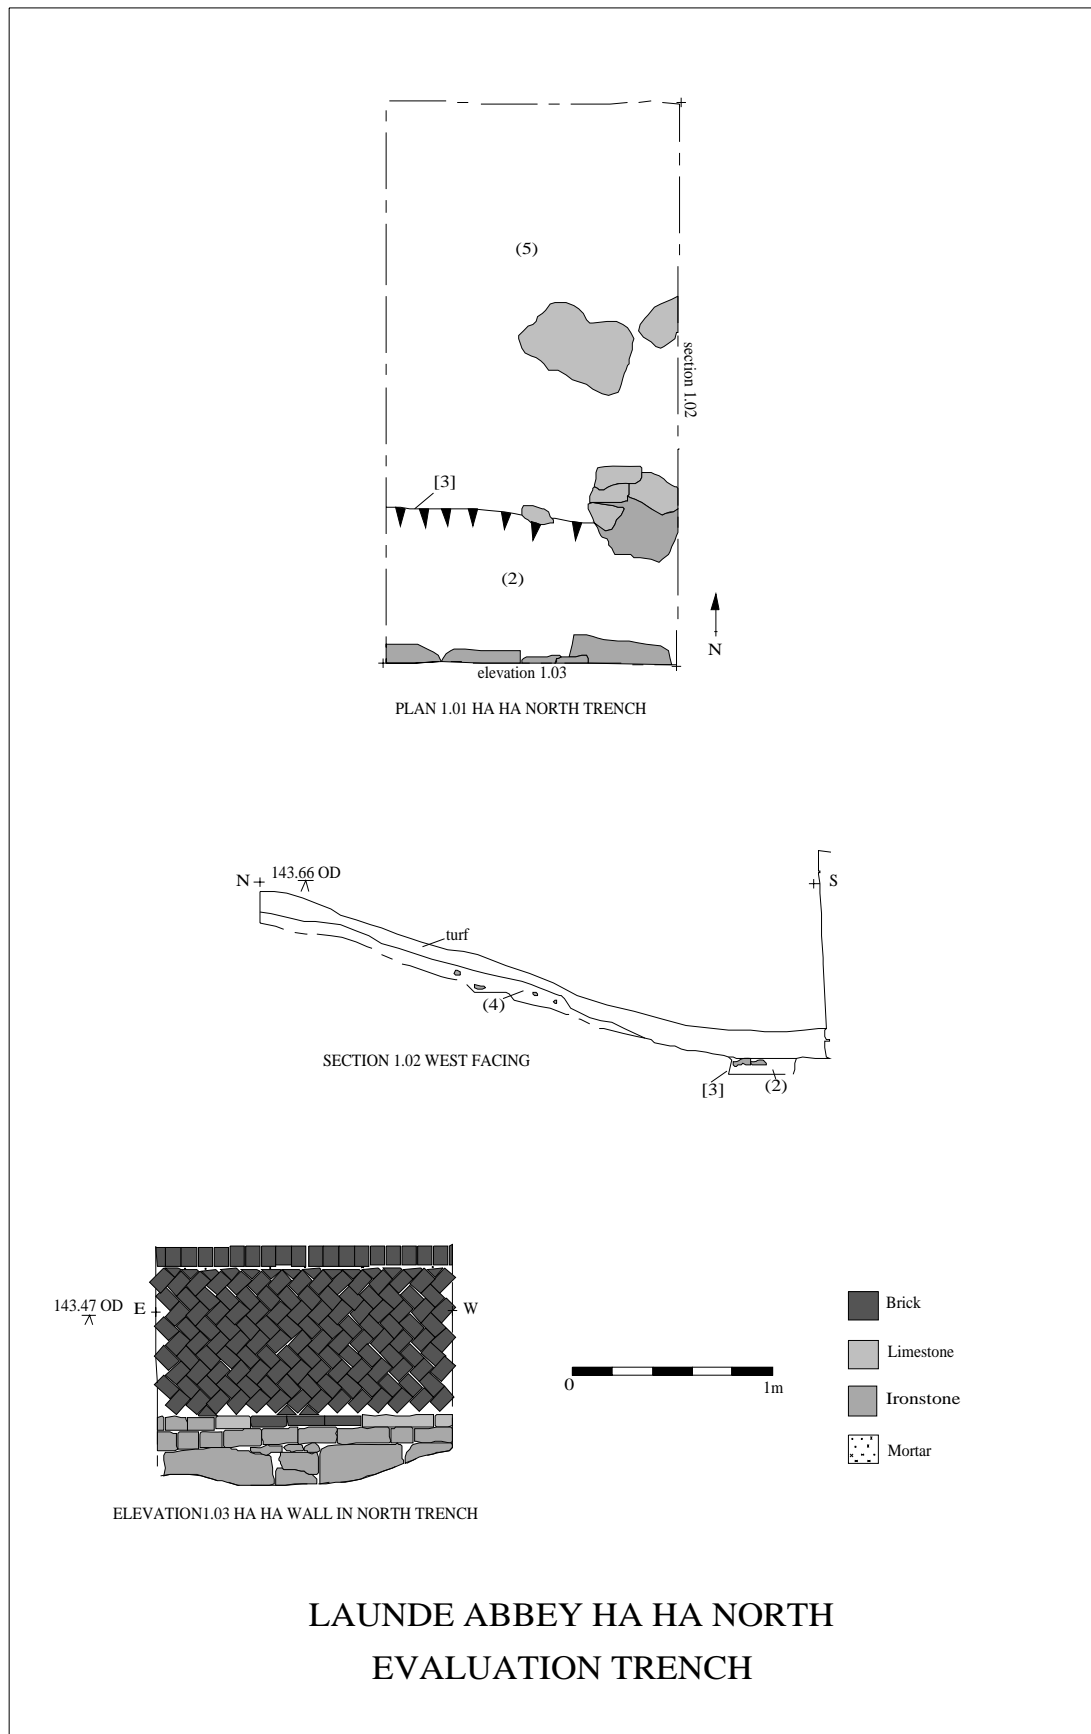 (5)
section 1.02
[3]
(2)
N
elevation 1.03
PLAN 1.01 HA HA NORTH TRENCH
N
143.66 OD
S
turf
(4)
SECTION 1.02 WEST FACING
[3]
(2)
143.47 OD
E
W
Brick
Limestone
Ironstone
Mortar
0
1m
ELEVATION1.03 HA HA WALL IN NORTH TRENCH
LAUNDE ABBEY HA HA NORTH
EVALUATION TRENCH